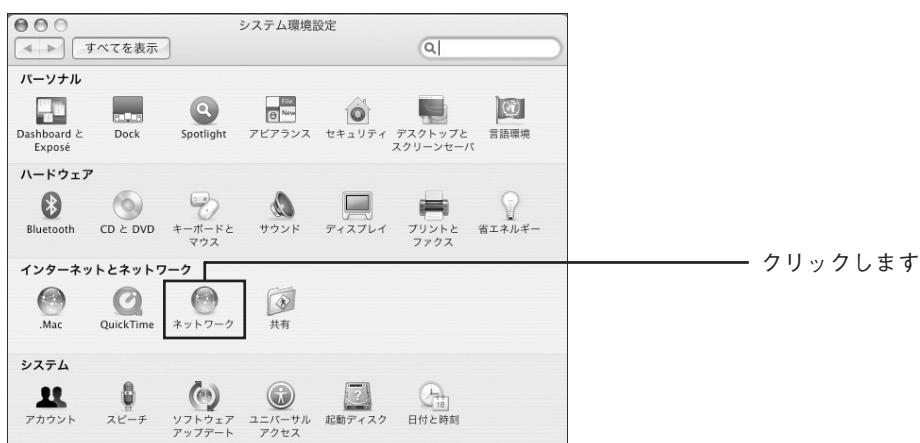 システム環境設定
すべてを表示
パーソナル
Dashboard と
Exposé
Dock
Spotlight
アピアランス
セキュリティ
デスクトップと
スクリーンセーバ
言語環境
ハードウェア
Bluetooth
CD と DVD
キーボードと
マウス
サウンド
ディスプレイ
プリントと
ファクス
省エネルギー
インターネットとネットワーク
クリックします
.Mac
QuickTime
ネットワーク
共有
システム
アカウント
スピーチ
ソフトウェア
アップデート
ユニバーサル
アクセス
起動ディスク
日付と時刻